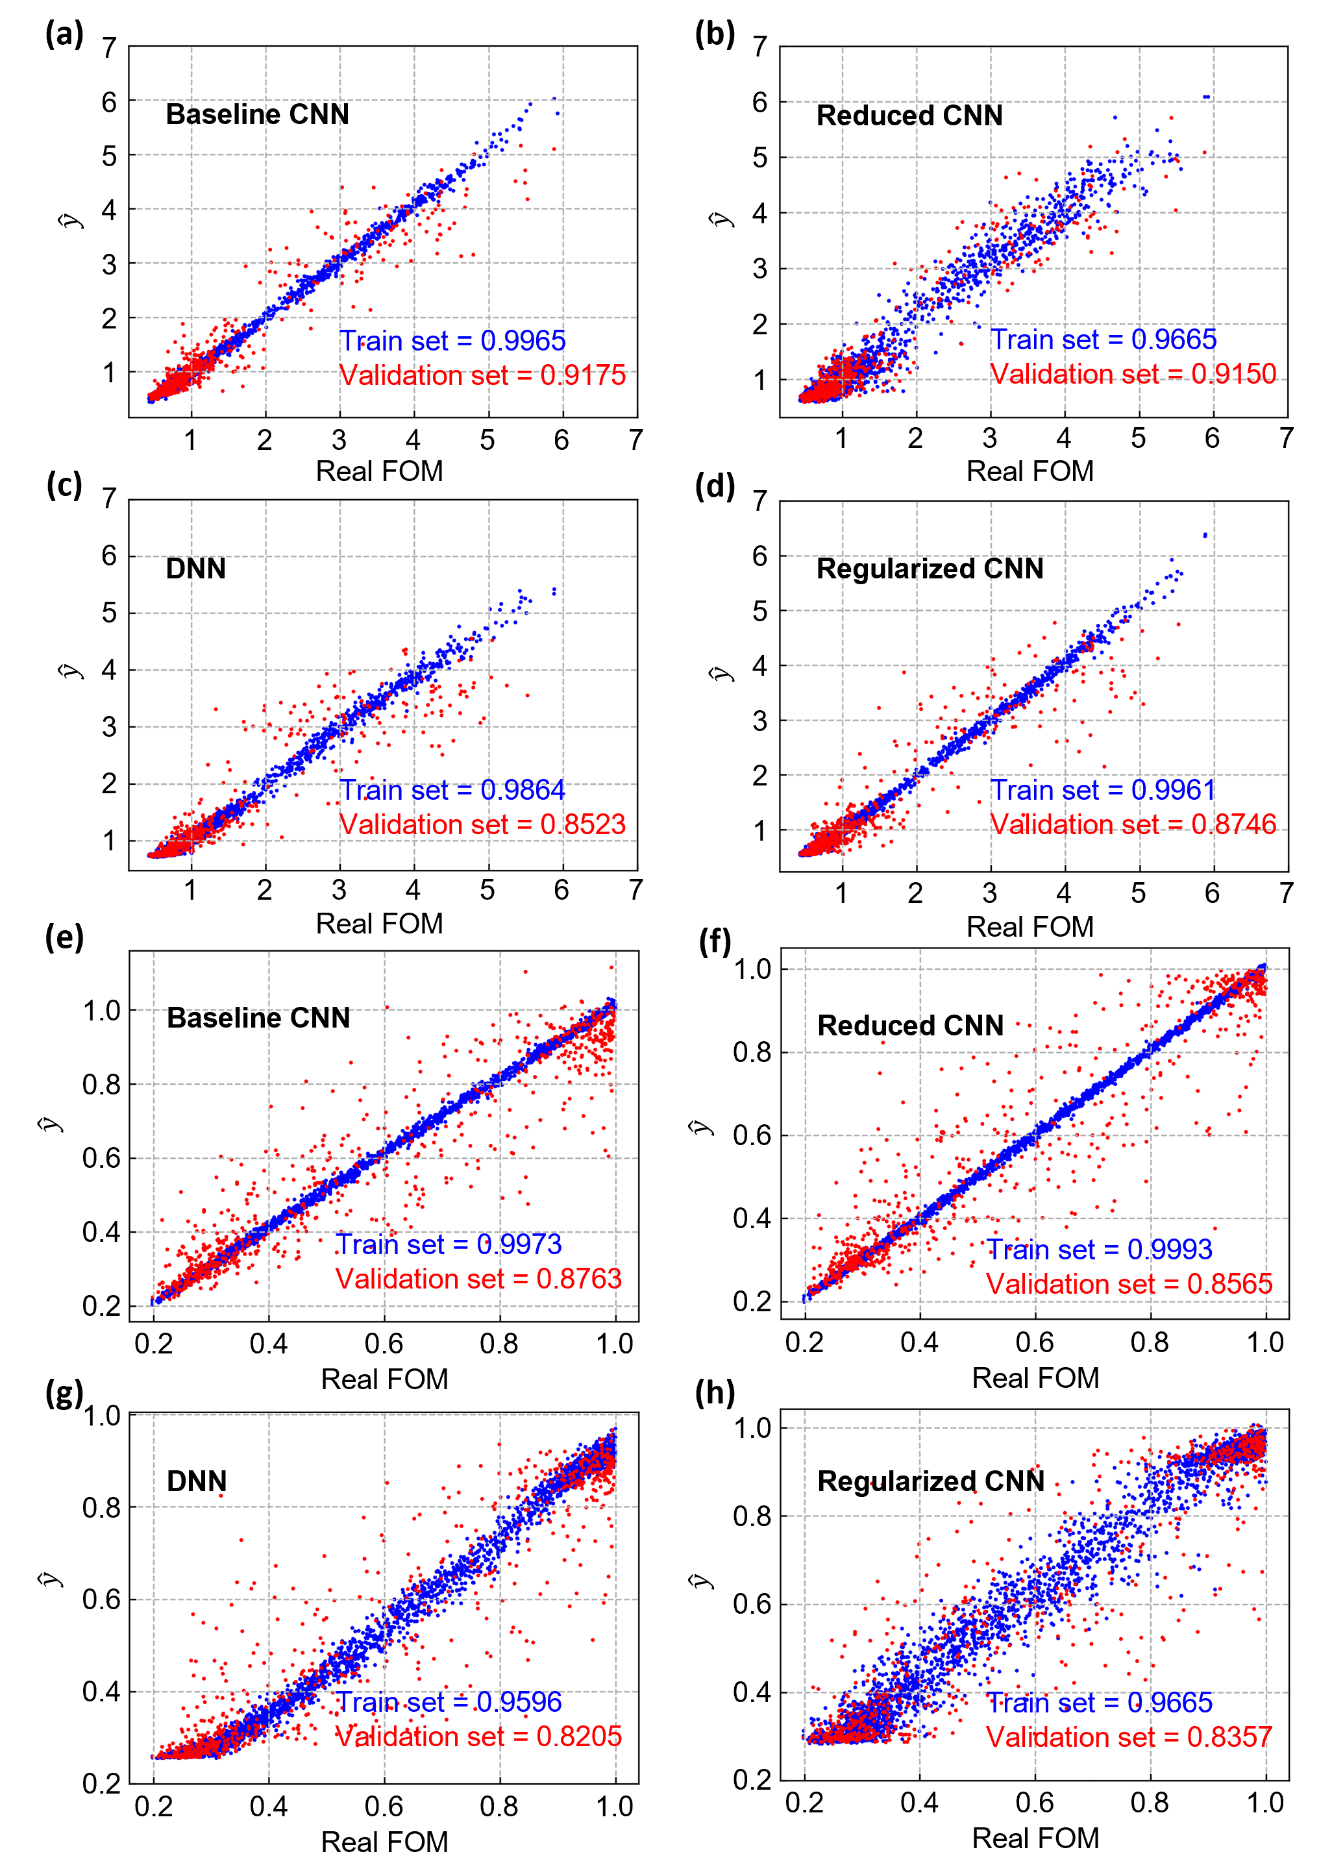 (a)
7
6
5
4
3
2
1
ŷ
Baseline CNN
Train set = 0.9965
Validation set = 0.9175
1 2 3 4 5 6 7
Real FOM
(b)
7
6
5
4
3
2
1
ŷ
Reduced CNN
Train set = 0.9665
Validation set = 0.9150
1 2 3 4 5 6 7
Real FOM
(c)
7
6
5
4
3
2
1
ŷ
DNN
Train set = 0.9864
Validation set = 0.8523
1 2 3 4 5 6 7
Real FOM
(d)
7
6
5
4
3
2
1
ŷ
Regularized CNN
Train set = 0.9961
Validation set = 0.8746
1 2 3 4 5 6 7
Real FOM
(e)
1.0
0.8
0.6
0.4
0.2
ŷ
Baseline CNN
Train set = 0.9973
Validation set = 0.8763
0.2 0.4 0.6 0.8 1.0
Real FOM
(f)
1.0
0.8
0.6
0.4
0.2
ŷ
Reduced CNN
Train set = 0.9993
Validation set = 0.8565
0.2 0.4 0.6 0.8 1.0
Real FOM
(g)
1.0
0.8
0.6
0.4
0.2
ŷ
DNN
Train set = 0.9596
Validation set = 0.8205
0.2 0.4 0.6 0.8 1.0
Real FOM
(h)
1.0
0.8
0.6
0.4
0.2
ŷ
Regularized CNN
Train set = 0.9665
Validation set = 0.8357
0.2 0.4 0.6 0.8 1.0
Real FOM